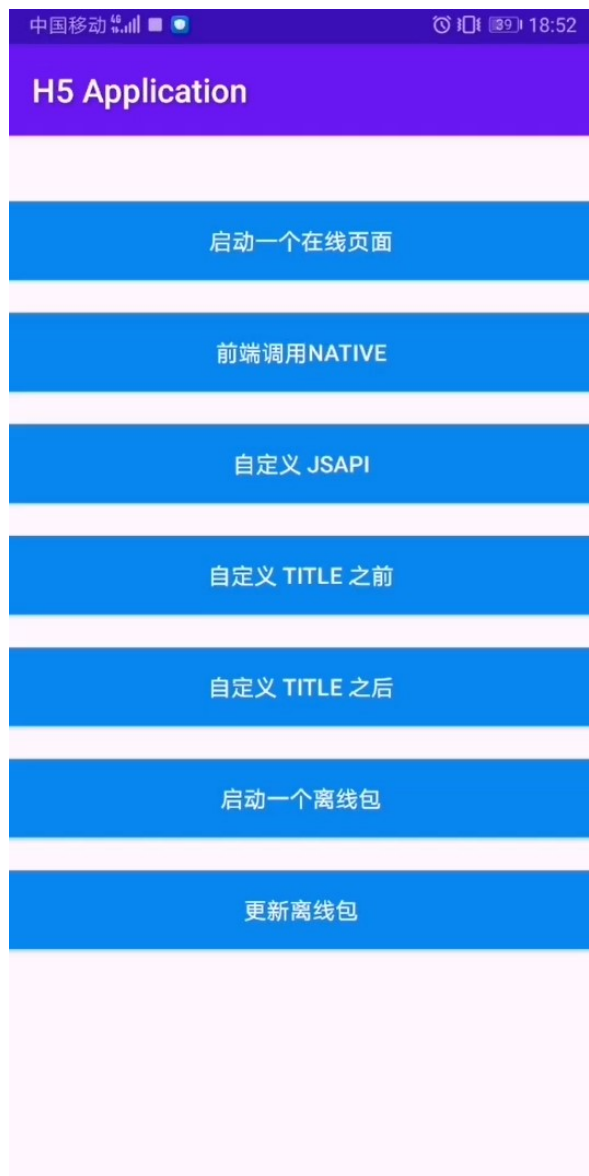 中国移动 4G 39 18:52
H5 Application
启动一个在线页面
前端调用NATIVE
自定义 JSAPI
自定义 TITLE 之前
自定义 TITLE 之后
启动一个离线包
更新离线包